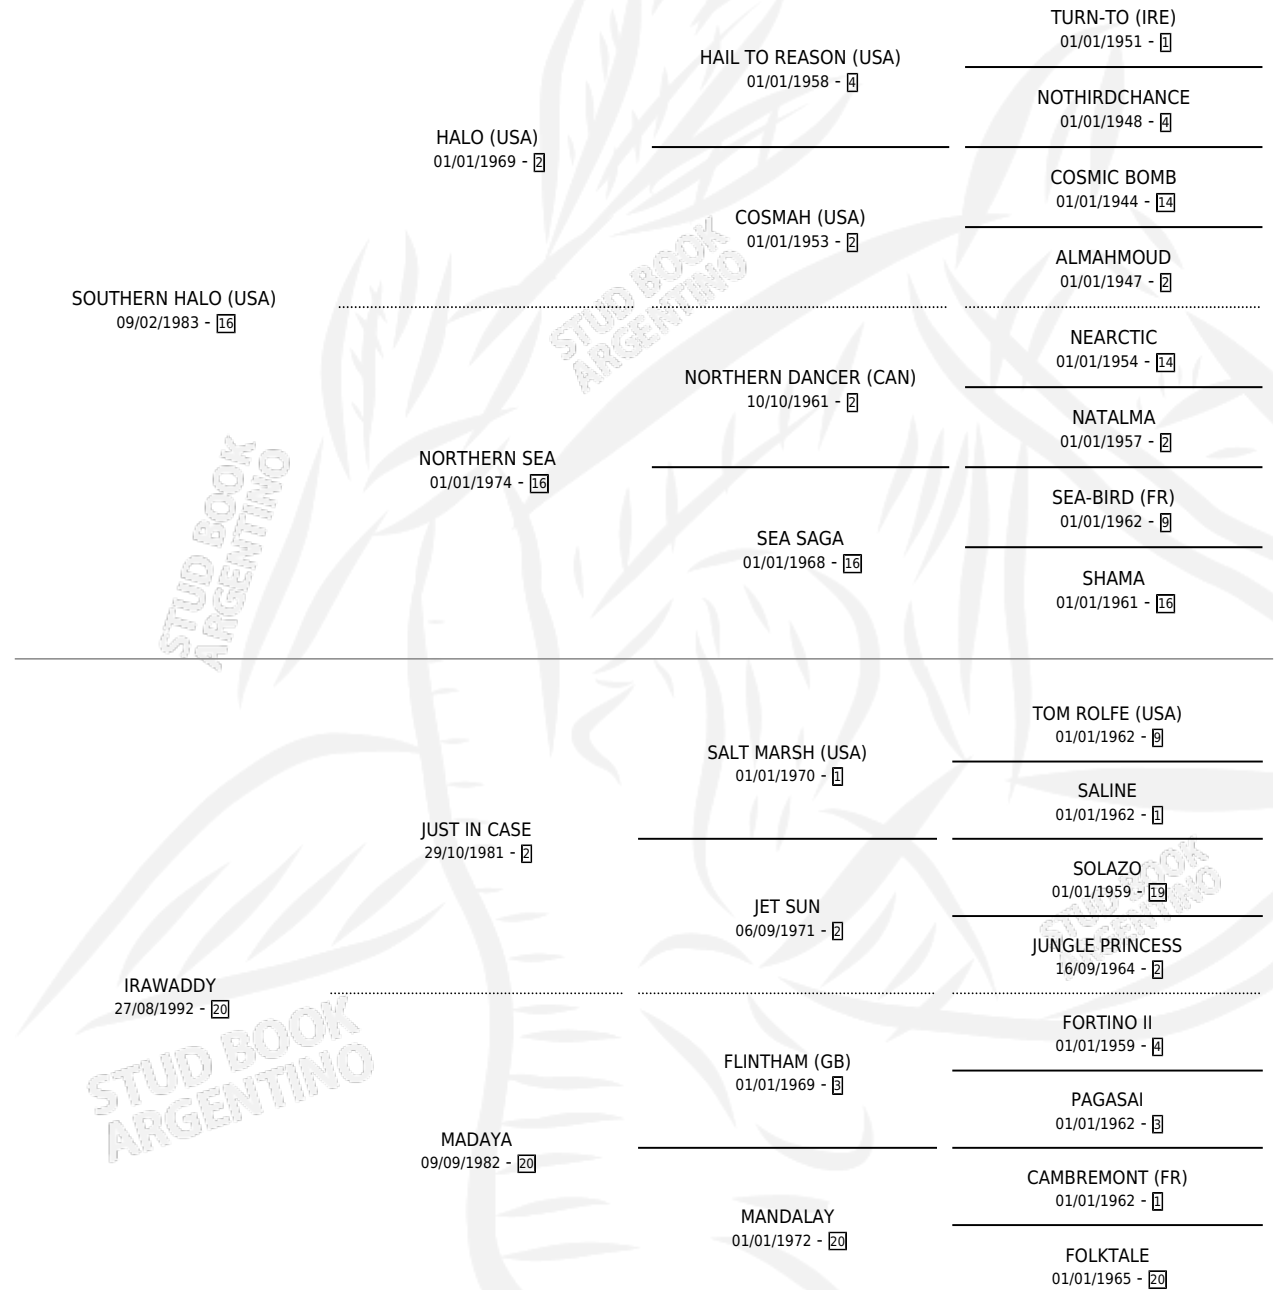 TURN-TO (IRE)
01/01/1951 - 1
HAIL TO REASON (USA)
01/01/1958 - 4
NOTHIRDCHANCE
01/01/1948 - 4
HALO (USA)
01/01/1969 - 2
COSMIC BOMB
01/01/1944 - 14
COSMAH (USA)
01/01/1953 - 2
ALMAHMOUD
01/01/1947 - 2
SOUTHERN HALO (USA)
09/02/1983 - 16
STUD BOOK
ARGENTINO
NEARCTIC
01/01/1954 - 14
NORTHERN DANCER (CAN)
10/10/1961 - 2
NATALMA
01/01/1957 - 2
NORTHERN SEA
01/01/1974 - 16
SEA-BIRD (FR)
01/01/1962 - 9
SEA SAGA
01/01/1968 - 16
SHAMA
01/01/1961 - 16
STUD BOOK
ARGENTINO
TOM ROLFE (USA)
01/01/1962 - 9
SALT MARSH (USA)
01/01/1970 - 1
SALINE
01/01/1962 - 1
JUST IN CASE
29/10/1981 - 2
SOLAZO
01/01/1959 - 19
STUD BOOK
ARGENTINO
JET SUN
06/09/1971 - 2
JUNGLE PRINCESS
16/09/1964 - 2
IRAWADDY
27/08/1992 - 20
STUD BOOK
ARGENTINO
FORTINO II
01/01/1959 - 4
FLINTHAM (GB)
01/01/1969 - 3
PAGASAI
01/01/1962 - 3
MADAYA
09/09/1982 - 20
CAMBREMONT (FR)
01/01/1962 - 1
MANDALAY
01/01/1972 - 20
FOLKTALE
01/01/1965 - 20